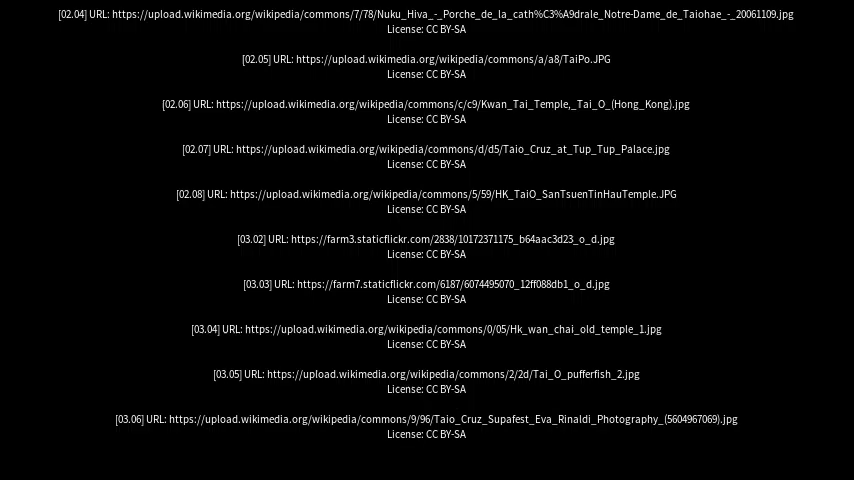 [02.04] URL: https://upload.wikimedia.org/wikipedia/commons/7/78/Nuku_Hiva_-_Porche_de_la_cath%C3%A9drale_Notre-Dame_de_Taiohae_-_20061109.jpg
License: CC BY-SA
[02.05] URL: https://upload.wikimedia.org/wikipedia/commons/a/a8/TaiPo.JPG
License: CC BY-SA
[02.06] URL: https://upload.wikimedia.org/wikipedia/commons/c/c9/Kwan_Tai_Temple,_Tai_O_(Hong_Kong).jpg
License: CC BY-SA
[02.07] URL: https://upload.wikimedia.org/wikipedia/commons/d/d5/Taio_Cruz_at_Tup_Tup_Palace.jpg
License: CC BY-SA
[02.08] URL: https://upload.wikimedia.org/wikipedia/commons/5/59/HK_TaiO_SanTsuenTinHauTemple.JPG
License: CC BY-SA
[03.02] URL: https://farm3.staticflickr.com/2838/10172371175_b64aac3d23_o_d.jpg
License: CC BY-SA
[03.03] URL: https://farm7.staticflickr.com/6187/6074495070_12ff088db1_o_d.jpg
License: CC BY-SA
[03.04] URL: https://upload.wikimedia.org/wikipedia/commons/0/05/Hk_wan_chai_old_temple_1.jpg
License: CC BY-SA
[03.05] URL: https://upload.wikimedia.org/wikipedia/commons/2/2d/Tai_O_pufferfish_2.jpg
License: CC BY-SA
[03.06] URL: https://upload.wikimedia.org/wikipedia/commons/9/96/Taio_Cruz_Supafest_Eva_Rinaldi_Photography_(5604967069).jpg
License: CC BY-SA